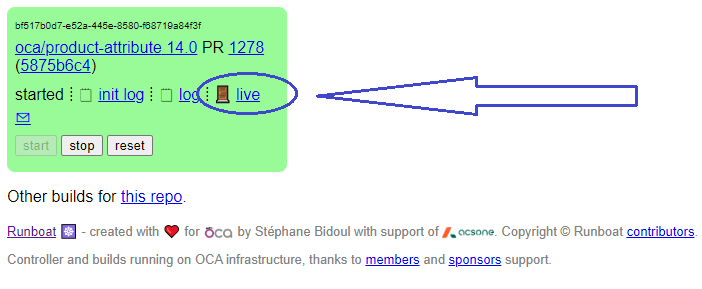 bf517b0d7-e52a-445e-8580-f68719a84f3f
oca/product-attribute 14.0 PR 1278
(5875b6c4)
started init log log live
start stop reset
Other builds for this repo.
Runboat - created with for oca by Stéphane Bidoul with support of acsone. Copyright © Runboat contributors.
Controller and builds running on OCA infrastructure, thanks to members and sponsors support.